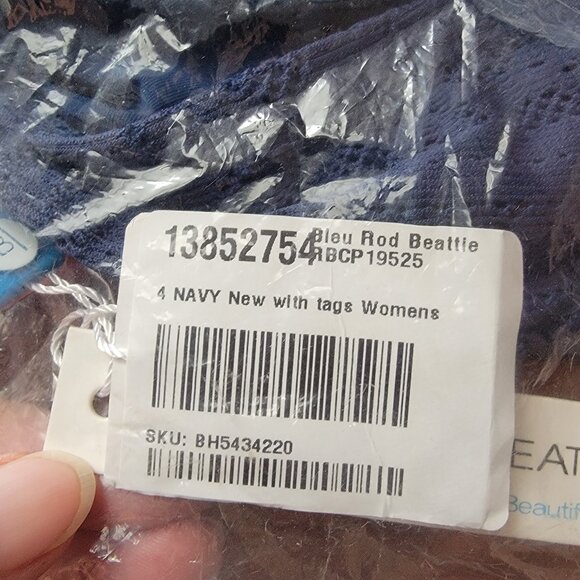 13852754
Bleu Rod Beattie
RBCP19525
4 NAVY New with tags Womens
SKU: BH5434220
EAT
Beautif